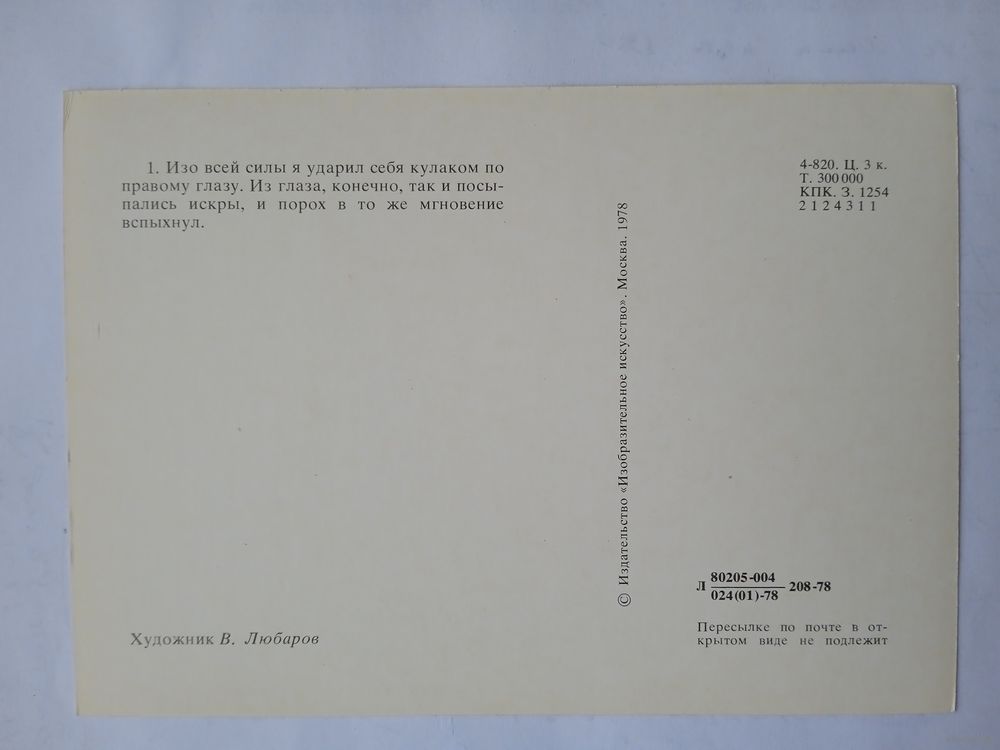 1. Изо всей силы я ударил себя кулаком по
правому глазу. Из глаза, конечно, так и посы-
пались искры, и порох в то же мгновение
вспыхнул.
Художник В. Любаров
© Издательство «Изобразительное искусство». Москва. 1978
4-820. Ц. 3 к.
Т. 300 000
КПК. З. 1254
2 1 2 4 3 1 1
Л 80205-004 208-78
024(01)-78
Пересылке по почте в от-
крытом виде не подлежит